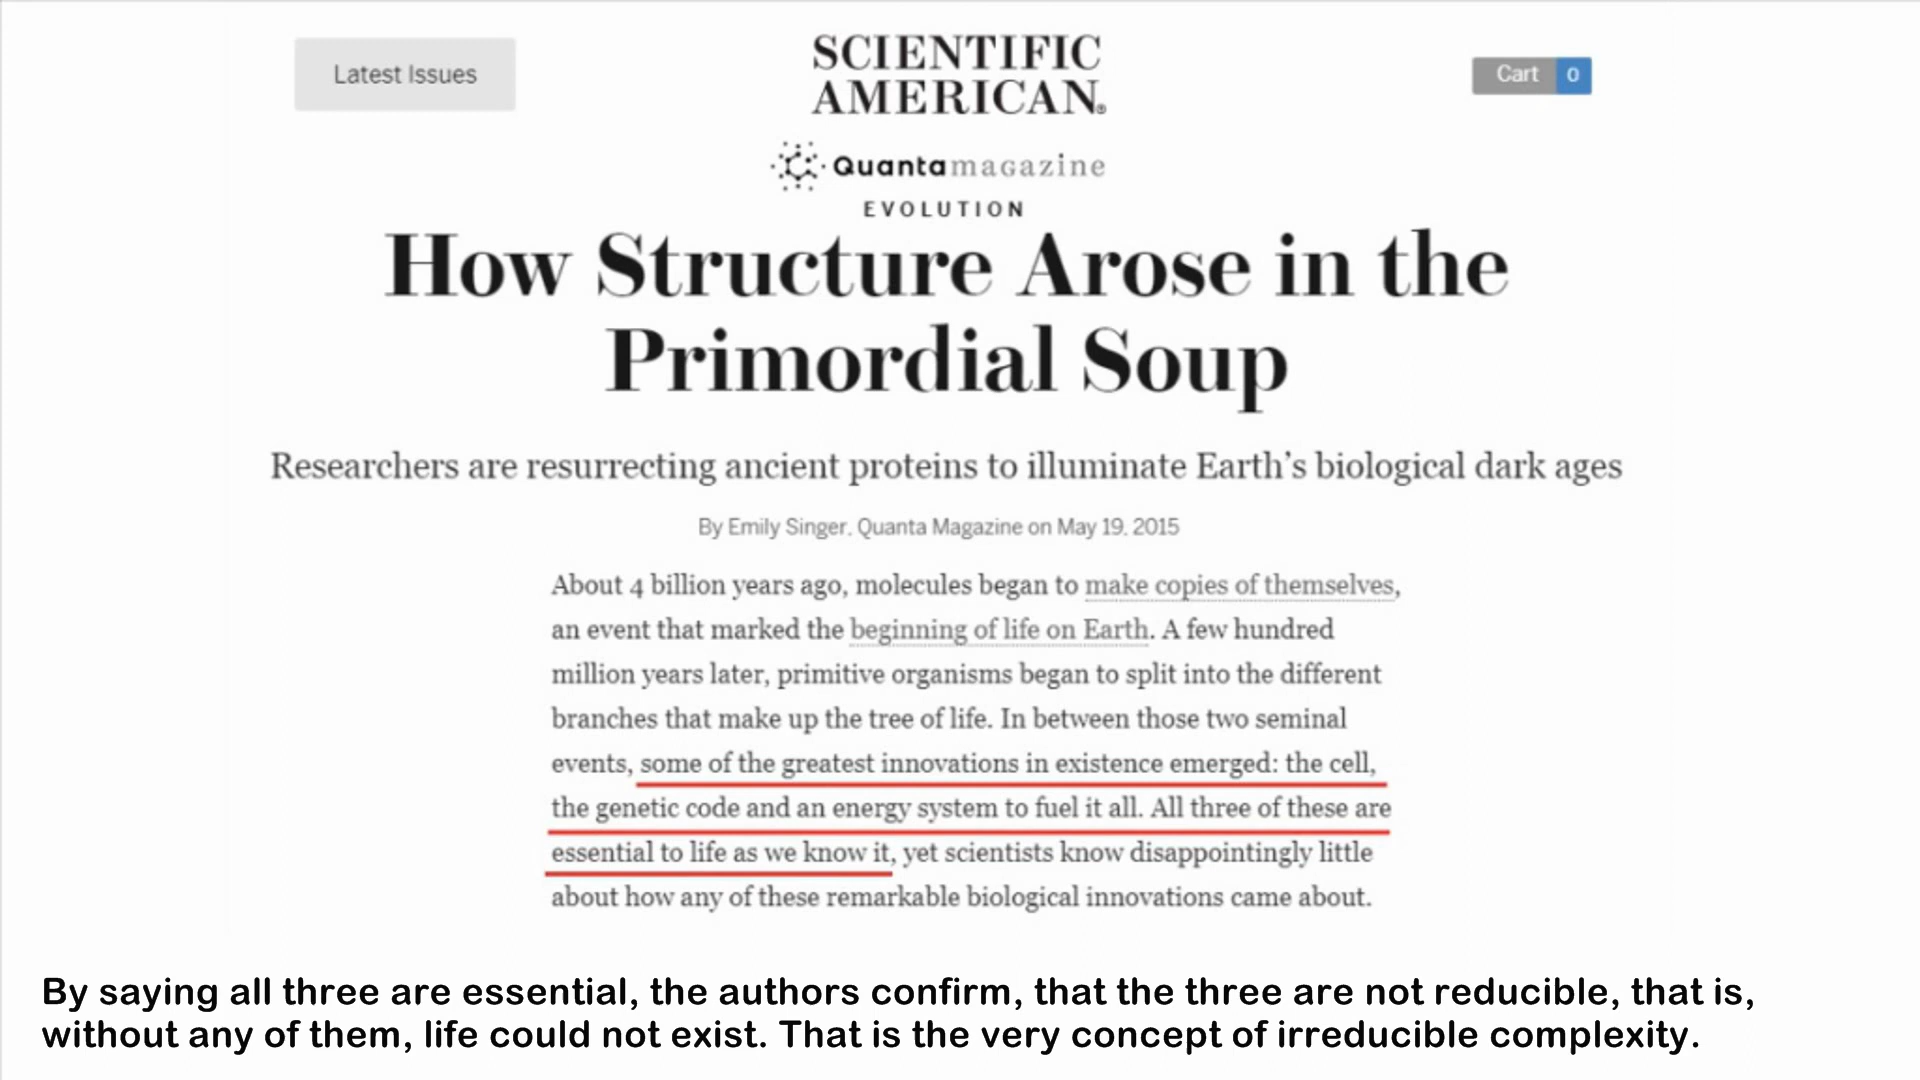 Latest Issues
SCIENTIFIC
AMERICAN®
Cart 0
Quantamagazine
EVOLUTION
How Structure Arose in the
Primordial Soup
Researchers are resurrecting ancient proteins to illuminate Earth's biological dark ages
By Emily Singer, Quanta Magazine on May 19, 2015
About 4 billion years ago, molecules began to make copies of themselves,
an event that marked the beginning of life on Earth. A few hundred
million years later, primitive organisms began to split into the different
branches that make up the tree of life. In between those two seminal
events, some of the greatest innovations in existence emerged: the cell,
the genetic code and an energy system to fuel it all. All three of these are
essential to life as we know it, yet scientists know disappointingly little
about how any of these remarkable biological innovations came about.
By saying all three are essential, the authors confirm, that the three are not reducible, that is,
without any of them, life could not exist. That is the very concept of irreducible complexity.